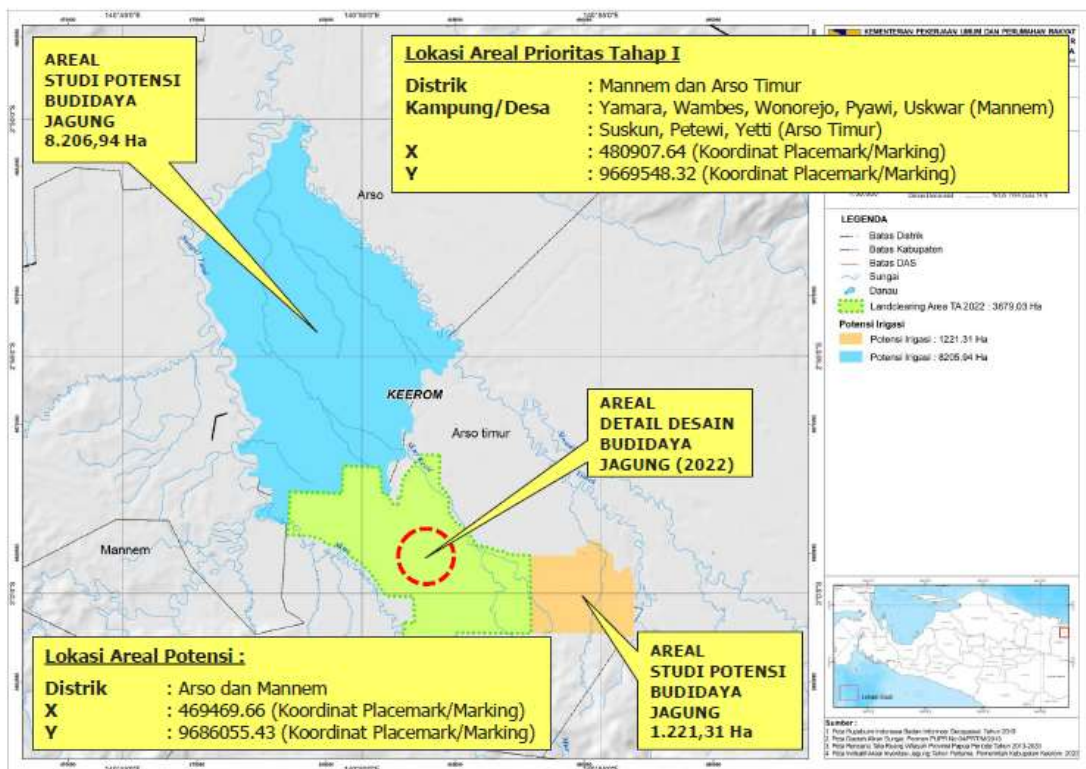 140°50'0"E
KEMENTERIAN PEKERJAAN UMUM DAN PERUMAHAN RAKYAT
AREAL
STUDI POTENSI
BUDIDAYA
JAGUNG
8.206,94 Ha
Lokasi Areal Prioritas Tahap I
Distrik : Mannem dan Arso Timur
Kampung/Desa : Yamara, Wambes, Wonorejo, Pyawi, Uskwar (Mannem)
: Suskun, Petewi, Yetti (Arso Timur)
X : 480907.64 (Koordinat Placemark/Marking)
Y : 9669548.32 (Koordinat Placemark/Marking)
Arso
KEEROM
Arso timur
Mannem
AREAL
DETAIL DESAIN
BUDIDAYA
JAGUNG (2022)
Lokasi Areal Potensi :
Distrik : Arso dan Mannem
X : 469469.66 (Koordinat Placemark/Marking)
Y : 9686055.43 (Koordinat Placemark/Marking)
AREAL
STUDI POTENSI
BUDIDAYA
JAGUNG
1.221,31 Ha
LEGENDA
Batas Distrik
Batas Kabupaten
Batas DAS
Sungai
Danau
Landclearing Area TA 2022 : 3679,03 Ha
Potensi Irigasi
Potensi Irigasi : 1221.31 Ha
Potensi Irigasi : 8205,94 Ha
Sumber :